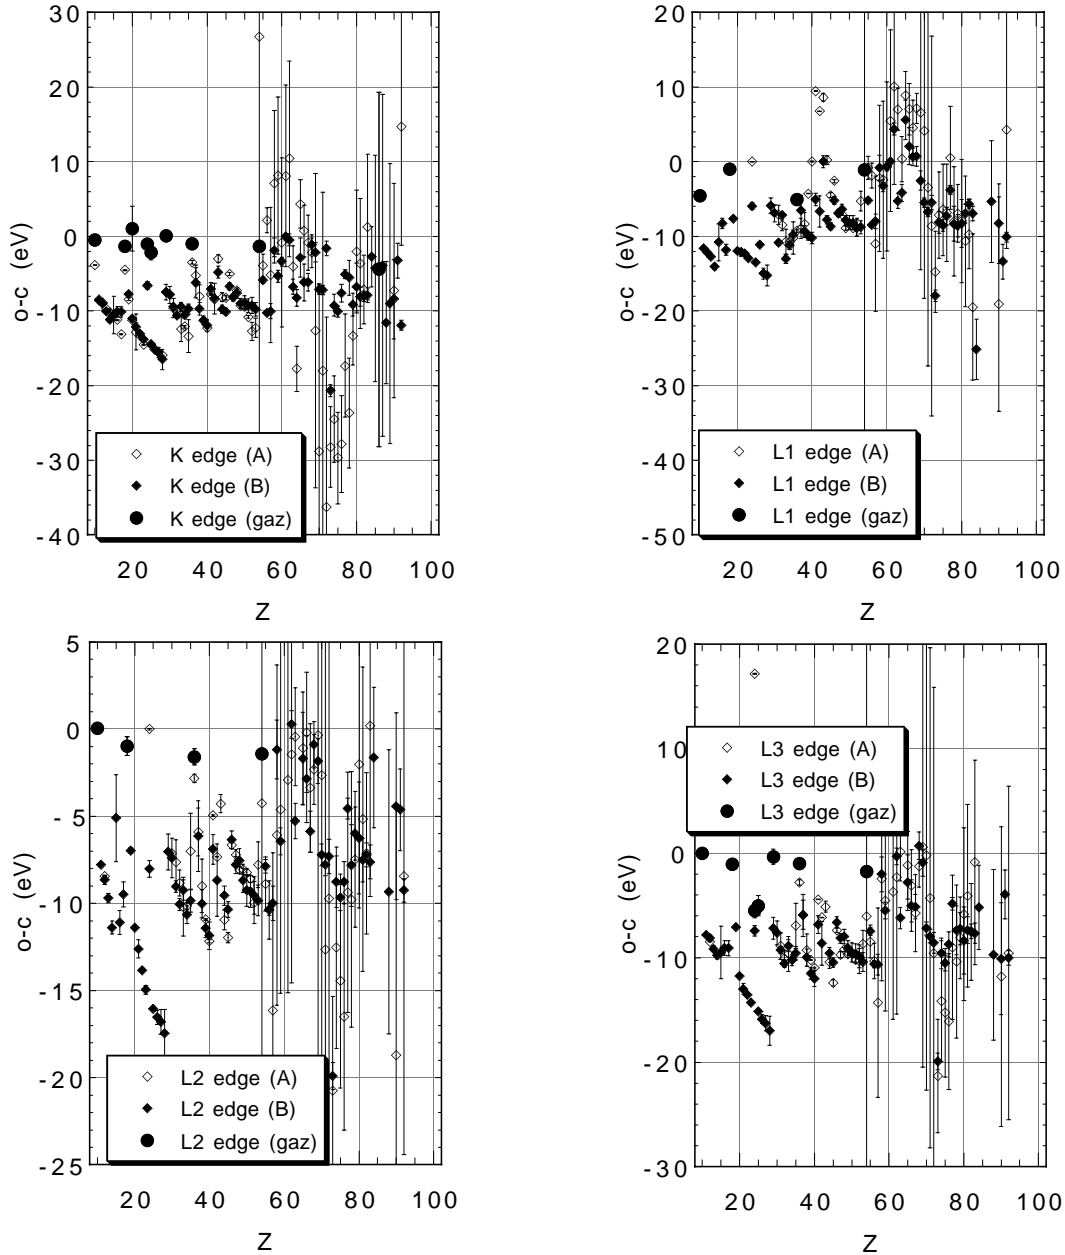 30
20
10
0
-10
-20
-30
-40
o-c (eV)
K edge (A)
K edge (B)
K edge (gaz)
20 40 60 80 100
Z
20
10
0
-10
-20
-30
-40
-50
o-c (eV)
L1 edge (A)
L1 edge (B)
L1 edge (gaz)
20 40 60 80 100
Z
5
0
-5
-10
-15
-20
-25
o-c (eV)
L2 edge (A)
L2 edge (B)
L2 edge (gaz)
20 40 60 80 100
Z
20
10
0
-10
-20
-30
o-c (eV)
L3 edge (A)
L3 edge (B)
L3 edge (gaz)
20 40 60 80 100
Z